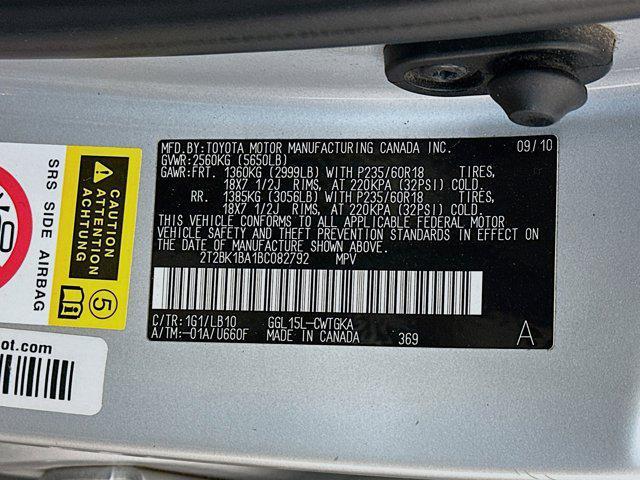 MFD.BY:TOYOTA MOTOR MANUFACTURING CANADA INC. 09/10
GVWR:2560KG (5650LB)
GAWR:FRT. 1360KG (2999LB) WITH P235/60R18 TIRES,
18X7 1/2J RIMS, AT 220KPA (32PSI) COLD.
RR. 1385KG (3056LB) WITH P235/60R18 TIRES,
18X7 1/2J RIMS, AT 220KPA (32PSI) COLD.
THIS VEHICLE CONFORMS TO ALL APPLICABLE FEDERAL MOTOR
VEHICLE SAFETY AND THEFT PREVENTION STANDARDS IN EFFECT ON
THE DATE OF MANUFACTURE SHOWN ABOVE.
2T2BK1BA1BC082792 MPV
C/TR:1G1/LB10 GGL15L-CWTGKA
A/TM:-01A/U660F MADE IN CANADA 369 A
SRS SIDE AIRBAG
CAUTION
ATTENTION
ACHTUNG
5
ot.com